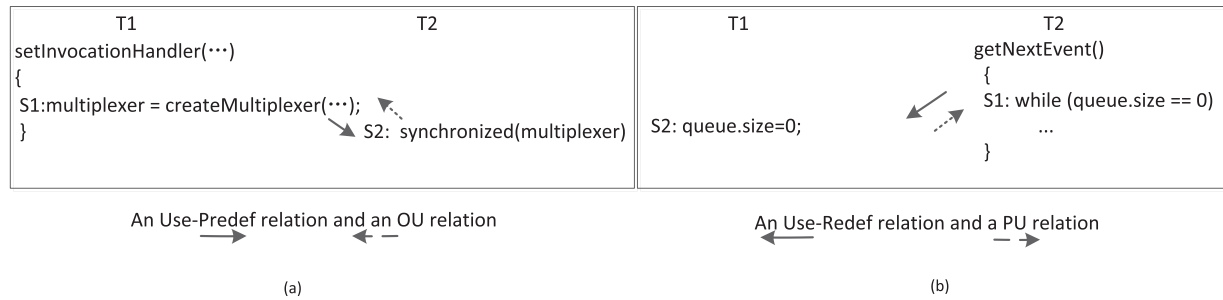 T1 T2
setInvocationHandler(⋯)
{
S1:multiplexer = createMultiplexer(⋯);
} S2: synchronized(multiplexer)
An Use-Predef relation and an OU relation
(a)
T1 T2
getNextEvent()
{
S1: while (queue.size == 0)
S2: queue.size=0; ...
}
An Use-Redef relation and a PU relation
(b)